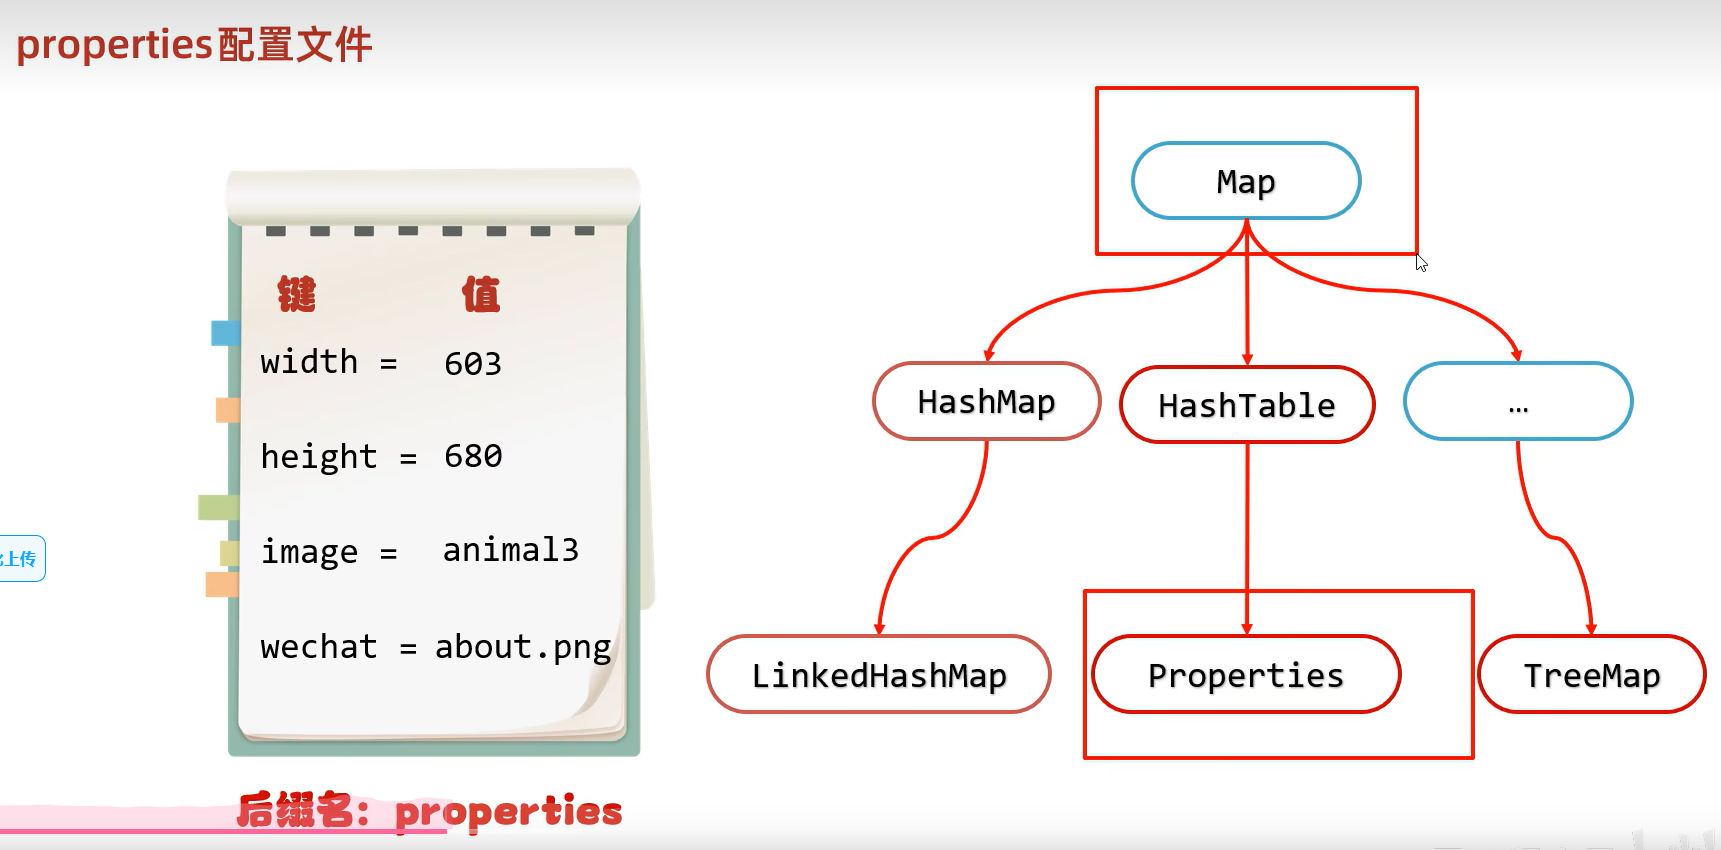 properties配置文件
键 值
width = 603
height = 680
image = animal3
wechat = about.png
后缀名：properties
Map
HashMap
HashTable
...
LinkedHashMap
Properties
TreeMap
上传